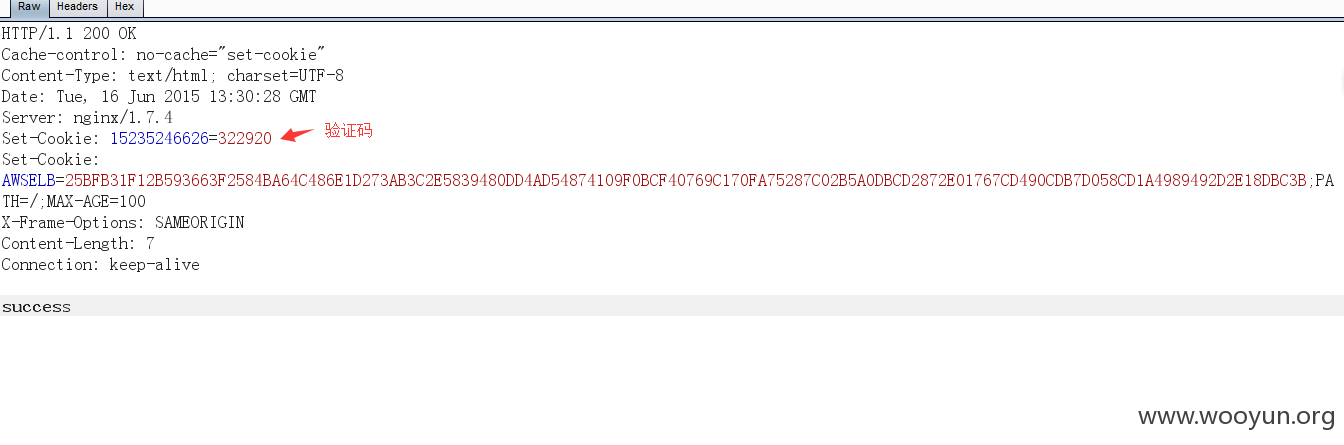 Raw Headers Hex
HTTP/1.1 200 OK
Cache-control: no-cache="set-cookie"
Content-Type: text/html; charset=UTF-8
Date: Tue, 16 Jun 2015 13:30:28 GMT
Server: nginx/1.7.4
Set-Cookie: 15235246626=322920 验证码
Set-Cookie:
AWSELB=25BFB31F12B593663F2584BA64C486E1D273AB3C2E5839480DD4AD54874109F0BCF40769C170FA75287C02B5A0DBCD2872E01767CD490CDB7D058CD1A4989492D2E18DBC3B;PA
TH=/;MAX-AGE=100
X-Frame-Options: SAMEORIGIN
Content-Length: 7
Connection: keep-alive
success
www.wooyun.org